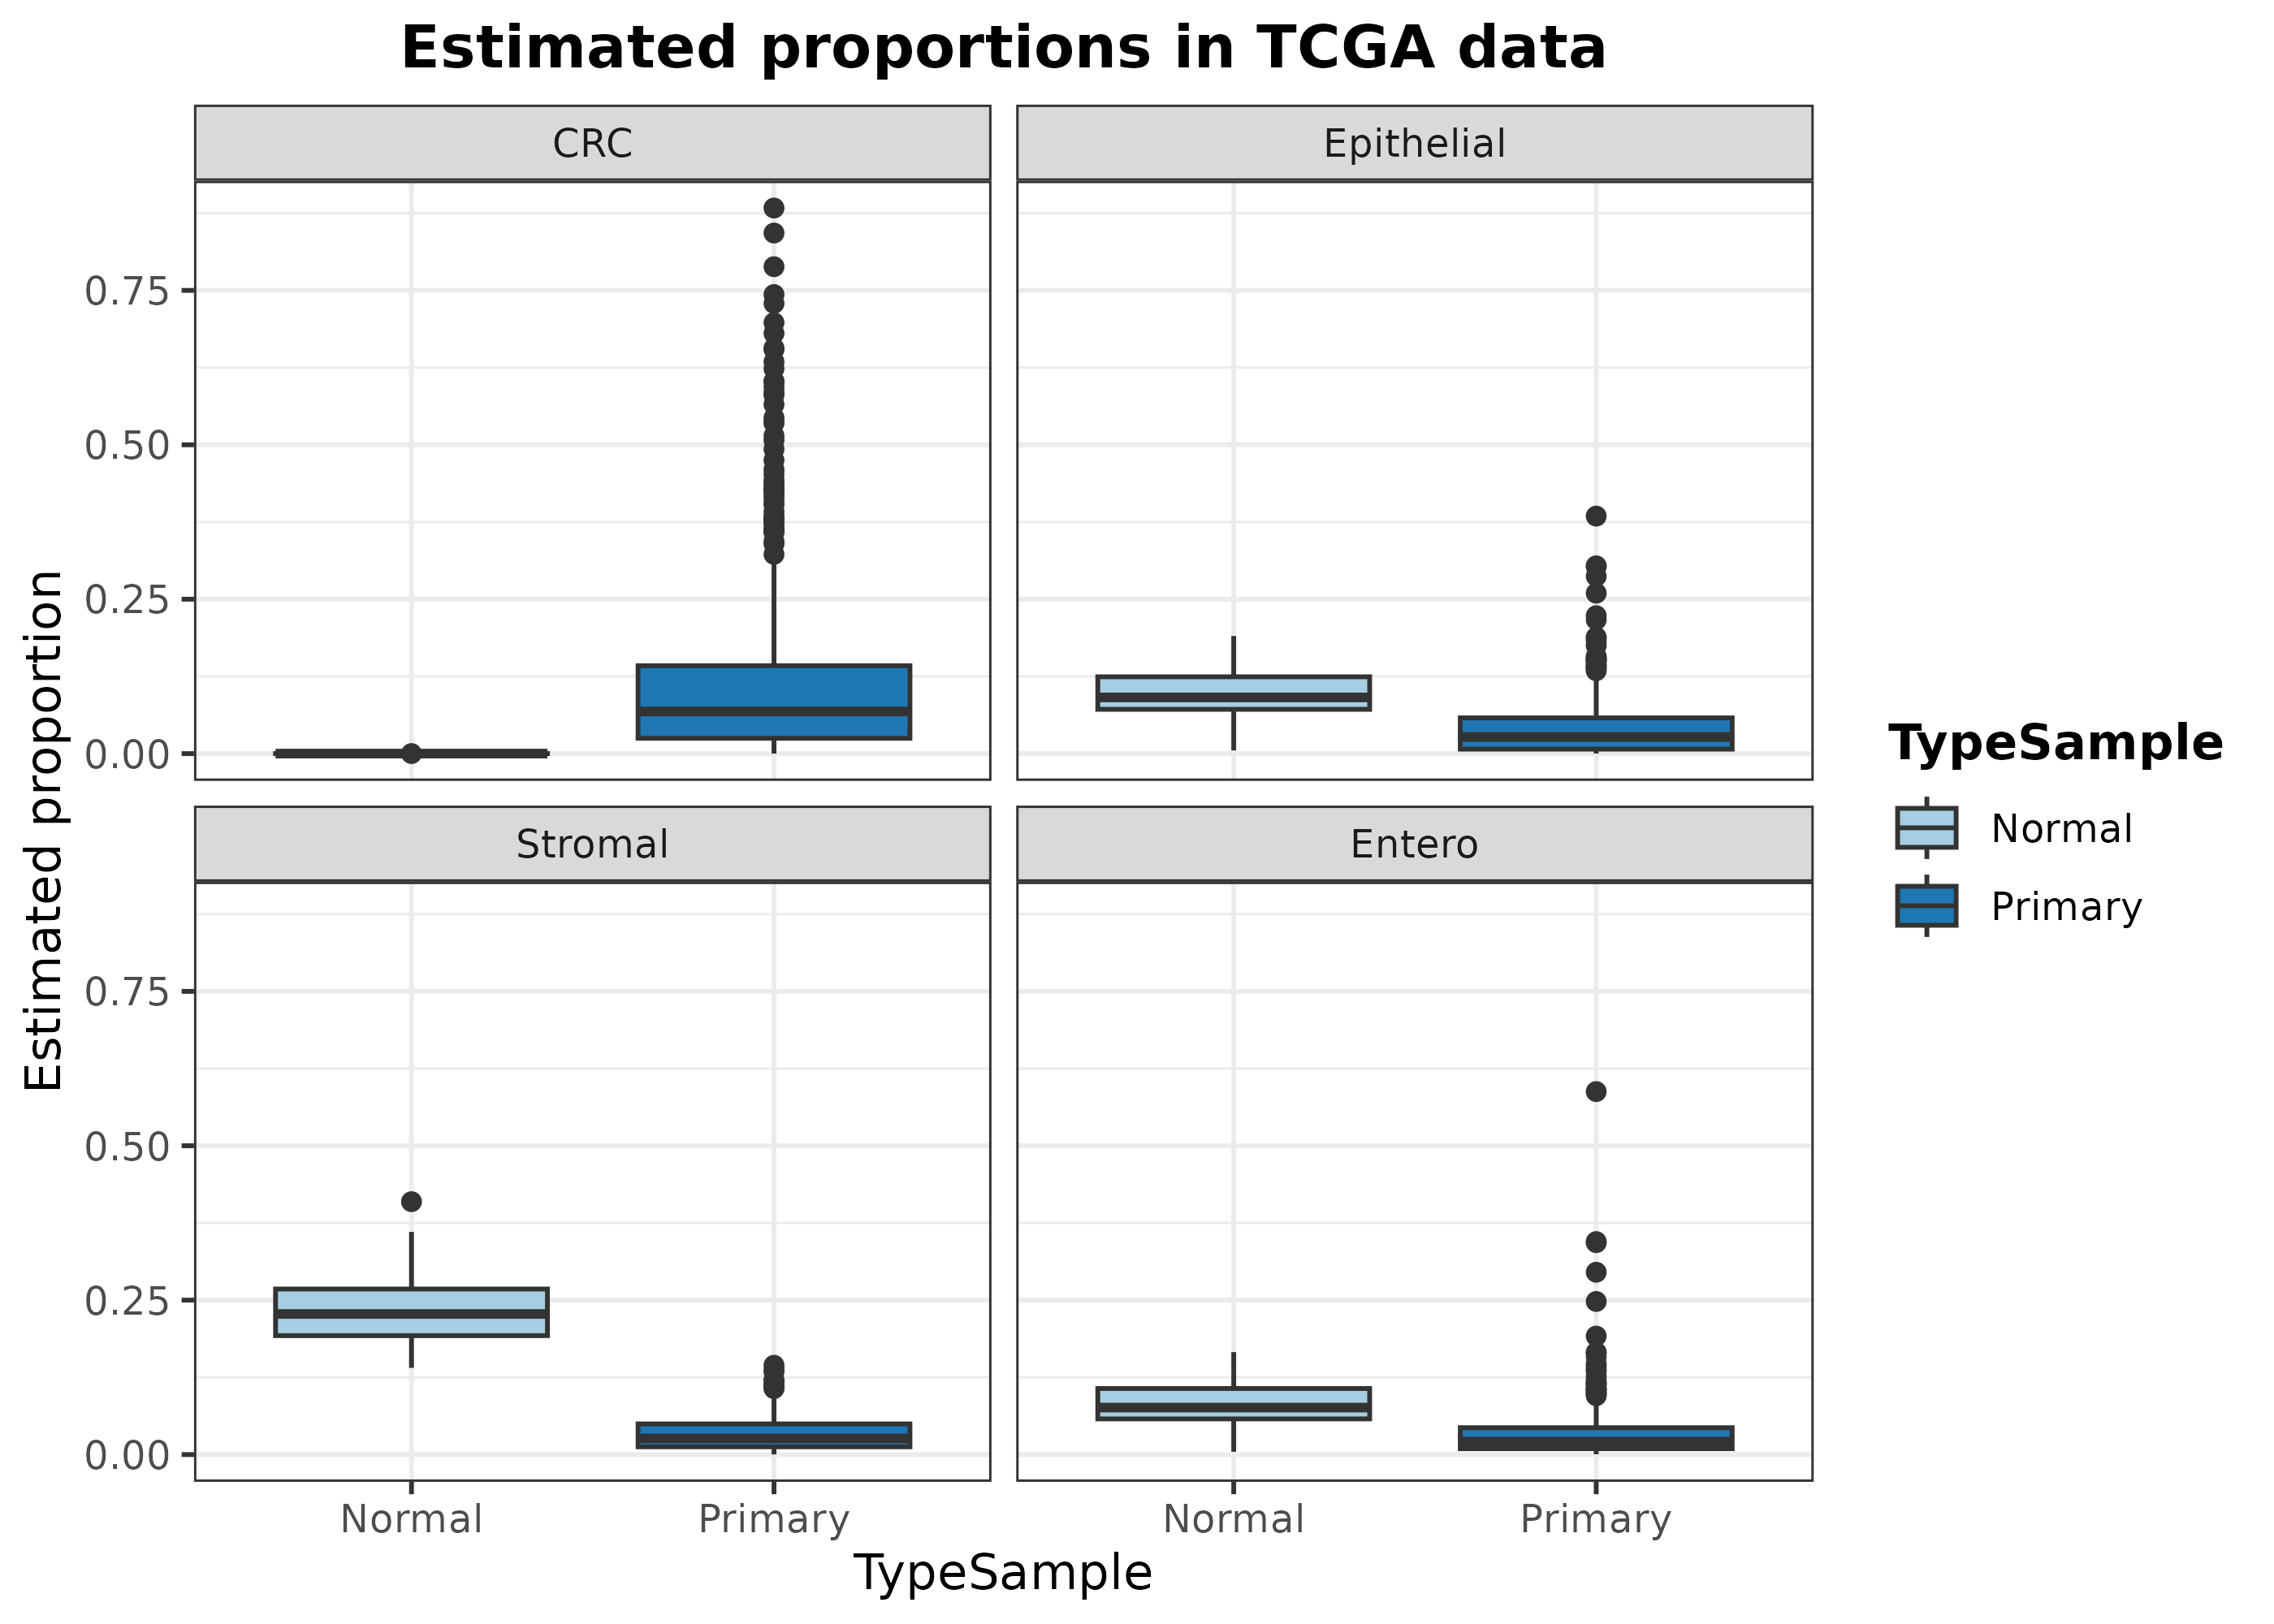 Estimated proportions in TCGA data
CRC
Epithelial
0.75
0.50
0.25
0.00
Stromal
Entero
0.75
0.50
0.25
0.00
Normal
Primary
Normal
Primary
TypeSample
Estimated proportion
TypeSample
Normal
Primary